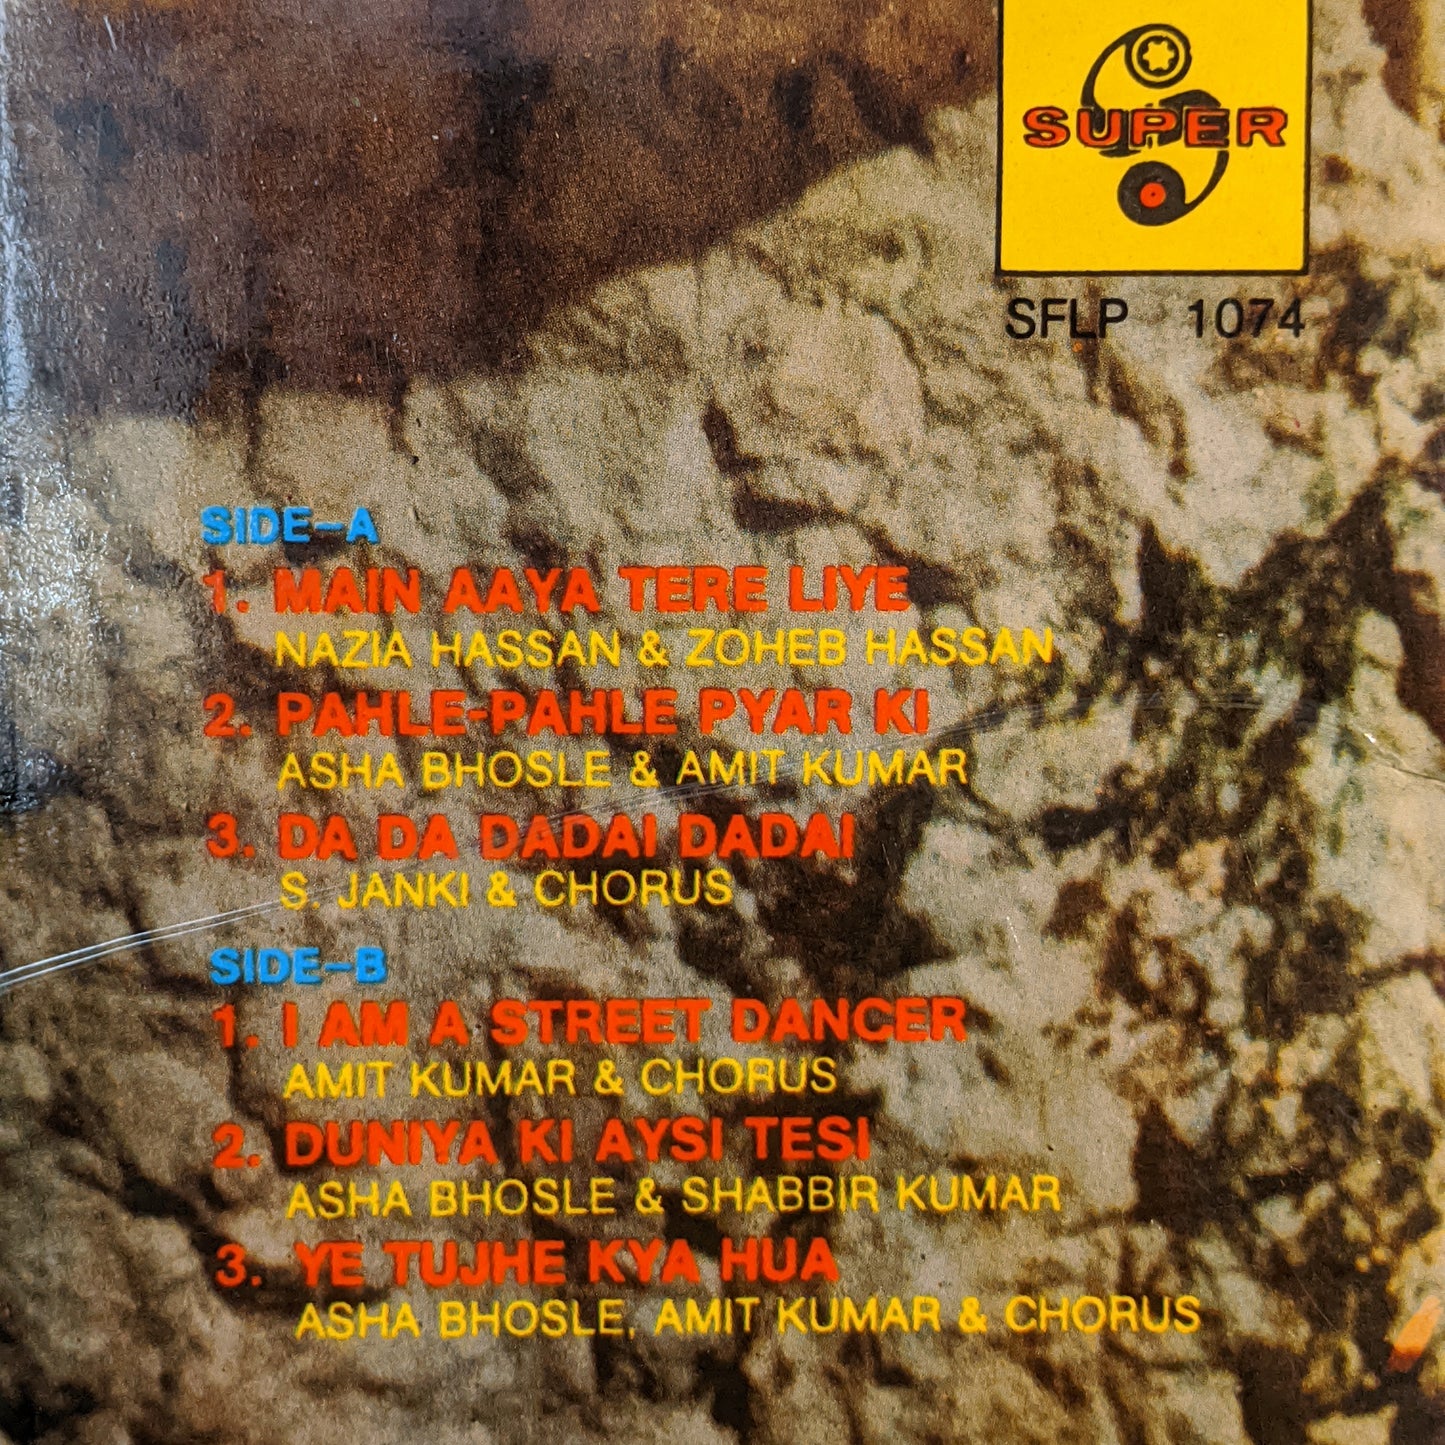 SUPER
SFLP 1074
SIDE-A
1. MAIN AAYA TERE LIYE
NAZIA HASSAN & ZOHEB HASSAN
2. PAHLE-PAHLE PYAR KI
ASHA BHOSLE & AMIT KUMAR
3. DA DA DADAI DADAI
S. JANKI & CHORUS
SIDE-B
1. I AM A STREET DANCER
AMIT KUMAR & CHORUS
2. DUNIYA KI AYSI TESI
ASHA BHOSLE & SHABBIR KUMAR
3. YE TUJHE KYA HUA
ASHA BHOSLE, AMIT KUMAR & CHORUS